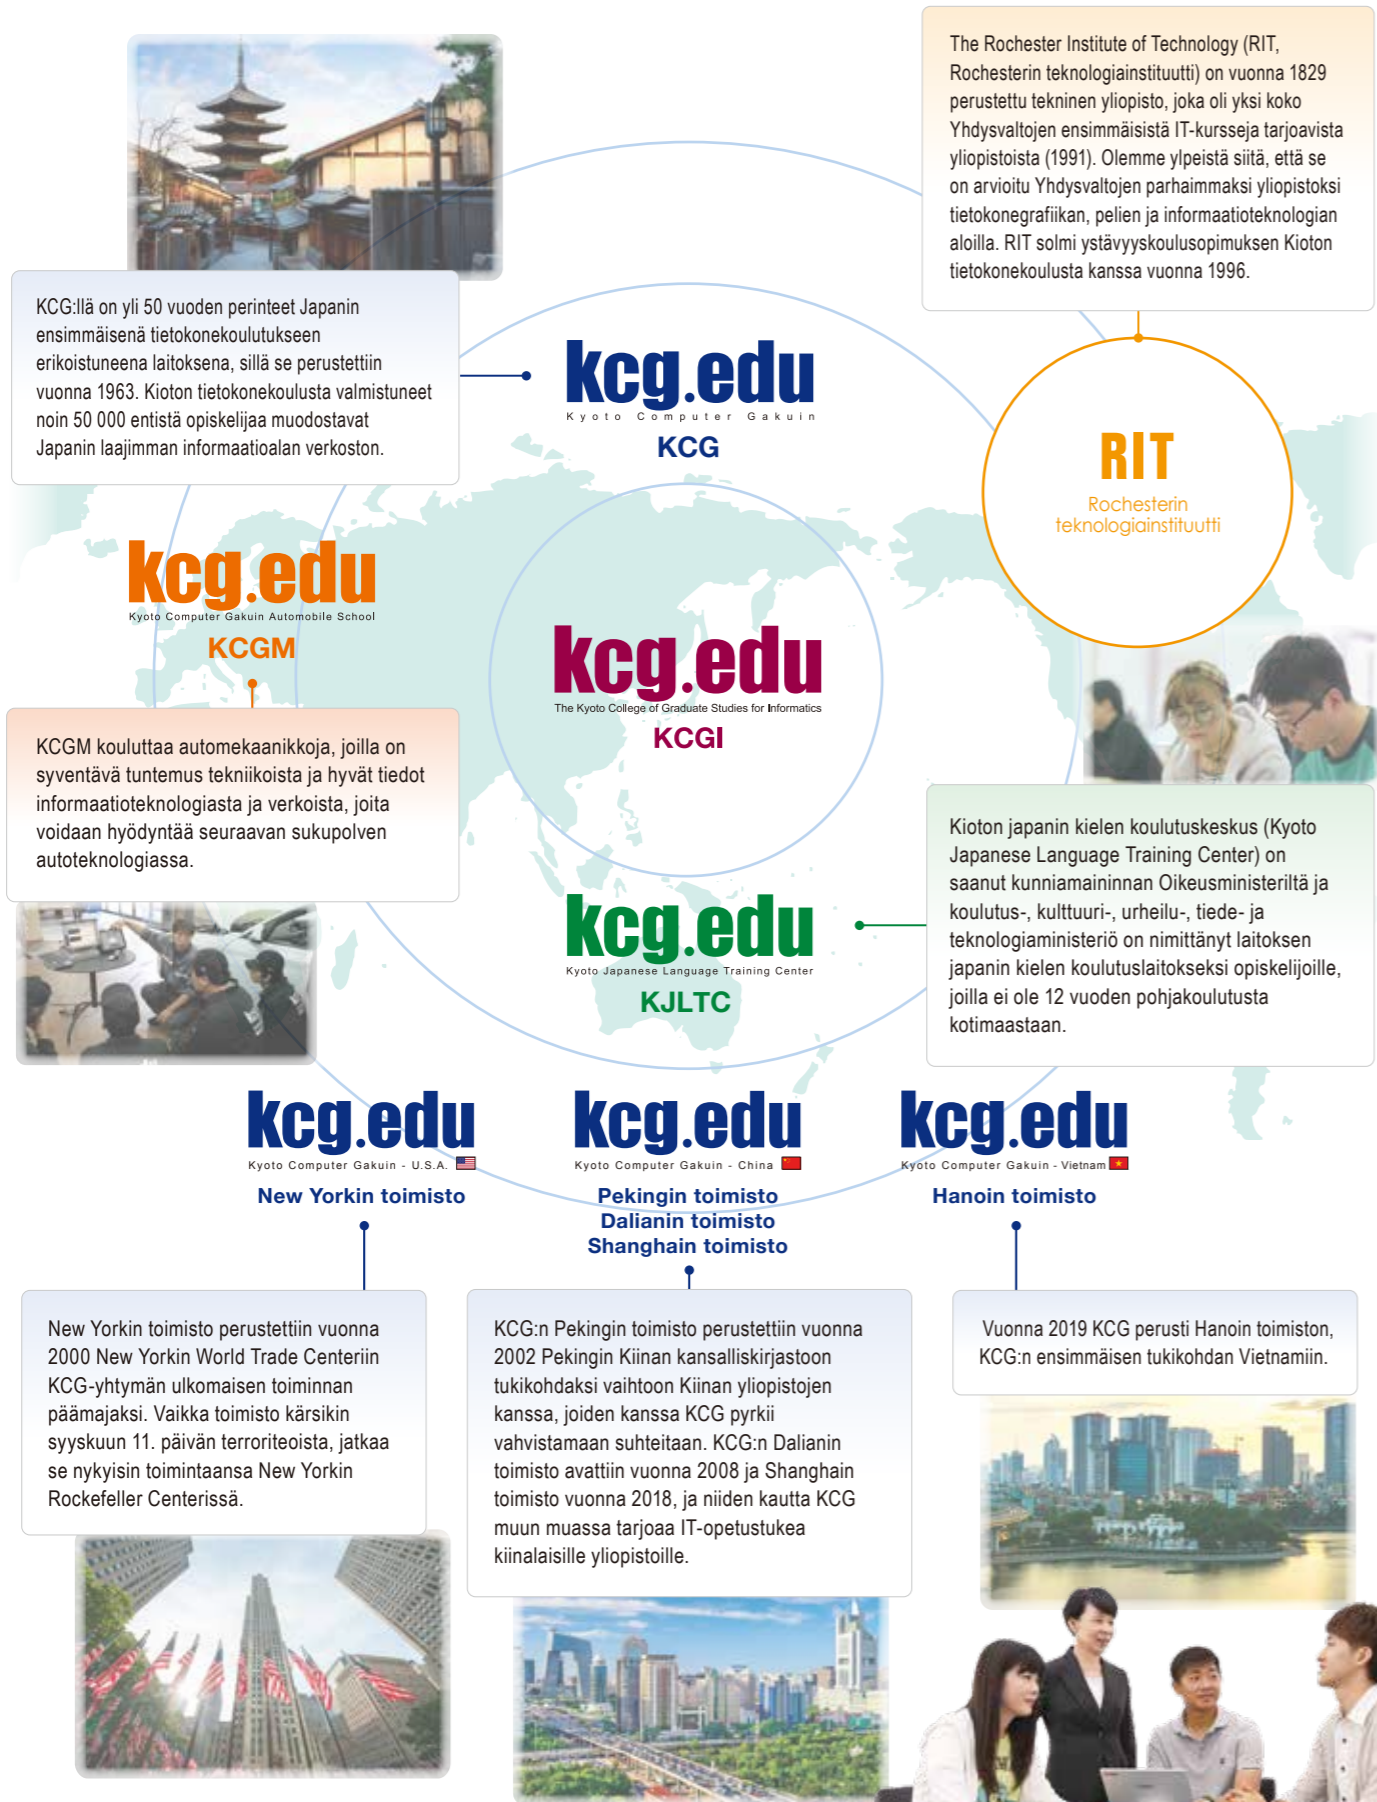 The Rochester Institute of Technology (RIT,
Rochesterin teknologiainstituutti) on vuonna 1829
perustettu tekninen yliopisto, joka oli yksi koko
Yhdysvaltojen ensimmäisistä IT-kursseja tarjoavista
yliopistoista (1991). Olemme ylpeistä siitä, että se
on arvioitu Yhdysvaltojen parhaimmaksi yliopistoksi
tietokonegrafiikan, pelien ja informaatioteknologian
aloilla. RIT solmi ystävyyskoulusopimuksen Kioton
tietokonekoulusta kanssa vuonna 1996.
KCG:llä on yli 50 vuoden perinteet Japanin
ensimmäisenä tietokonekoulutukseen
erikoistuneena laitoksena, sillä se perustettiin
vuonna 1963. Kioton tietokonekoulusta valmistuneet
noin 50 000 entistä opiskelijaa muodostavat
Japanin laajimman informaatioalan verkoston.
kcg.edu
Kyoto Computer Gakuin
KCG
RIT
Rochesterin
teknologiainstituutti
kcg.edu
Kyoto Computer Gakuin Automobile School
KCGM
kcg.edu
The Kyoto College of Graduate Studies for Informatics
KCGI
KCGM kouluttaa automekaanikkoja, joilla on
syventävä tuntemus tekniikoista ja hyvät tiedot
informaatioteknologiasta ja verkoista, joita
voidaan hyödyntää seuraavan sukupolven
autoteknologiassa.
Kioton japanin kielen koulutuskeskus (Kyoto
Japanese Language Training Center) on
saanut kunniamaininnan Oikeusministeriltä ja
koulutus-, kulttuuri-, urheilu-, tiede- ja
teknologiaministeriö on nimittänyt laitoksen
japanin kielen koulutuslaitokseksi opiskelijoille,
joilla ei ole 12 vuoden pohjakoulutusta
kotimaastaan.
kcg.edu
Kyoto Japanese Language Training Center
KJLTC
kcg.edu
Kyoto Computer Gakuin - U.S.A.
New Yorkin toimisto
kcg.edu
Kyoto Computer Gakuin - China
Pekingin toimisto
Dalianin toimisto
Shanghain toimisto
kcg.edu
Kyoto Computer Gakuin - Vietnam
Hanoin toimisto
New Yorkin toimisto perustettiin vuonna
2000 New Yorkin World Trade Centeriin
KCG-yhtymän ulkomaisen toiminnan
päämajaksi. Vaikka toimisto kärsikin
syyskuun 11. päivän terroriteoista, jatkaa
se nykyisin toimintaansa New Yorkin
Rockefeller Centerissä.
KCG:n Pekingin toimisto perustettiin vuonna
2002 Pekingin Kiinan kansalliskirjastoon
tukikohdaksi vaihtoon Kiinan yliopistojen
kanssa, joiden kanssa KCG pyrkii
vahvistamaan suhteitaan. KCG:n Dalianin
toimisto avattiin vuonna 2008 ja Shanghain
toimisto vuonna 2018, ja niiden kautta KCG
muun muassa tarjoaa IT-opetustukea
kiinalaisille yliopistoille.
Vuonna 2019 KCG perusti Hanoin toimiston,
KCG:n ensimmäisen tukikohdan Vietnamiin.